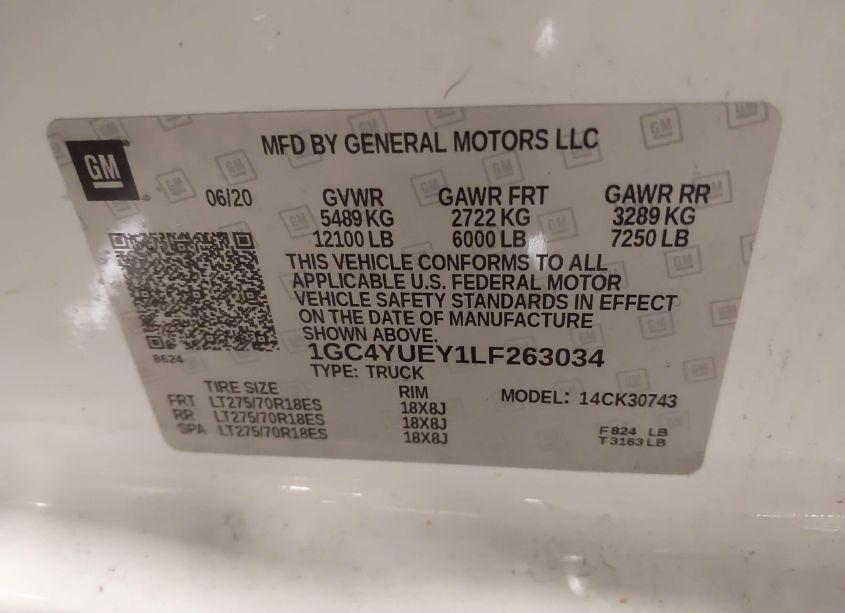 GM
MFD BY GENERAL MOTORS LLC
06/20 GVWR GAWR FRT GAWR RR
5489 KG 2722 KG 3289 KG
12100 LB 6000 LB 7250 LB
THIS VEHICLE CONFORMS TO ALL
APPLICABLE U.S. FEDERAL MOTOR
VEHICLE SAFETY STANDARDS IN EFFECT
ON THE DATE OF MANUFACTURE
SHOWN ABOVE.
8624
1GC4YUEY1LF263034
TYPE: TRUCK
TIRE SIZE RIM MODEL: 14CK30743
FRT LT275/70R18ES 18X8J
RR LT275/70R18ES 18X8J
SPA LT275/70R18ES 18X8J
F 824 LB
T 3163 LB